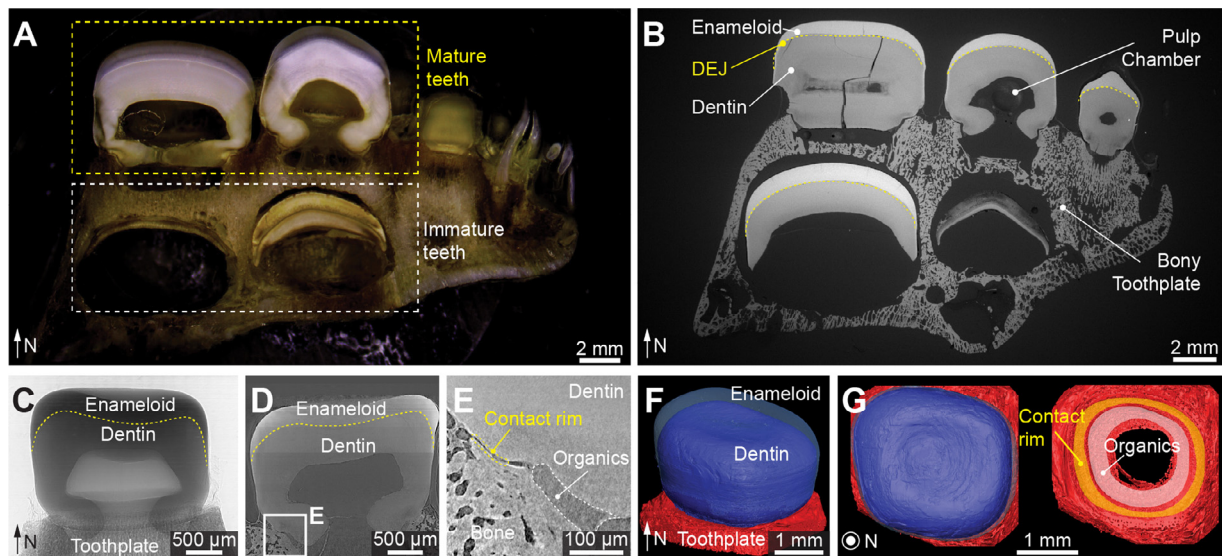 A
Mature
teeth
Immature
teeth
N
2 mm
B
Enameloid
DEJ
Dentin
Pulp
Chamber
Bony
Toothplate
N
2 mm
C
Enameloid
Dentin
Toothplate
N
500 µm
D
Enameloid
Dentin
E
500 µm
E
Dentin
Contact rim
Organics
Bone
100 µm
F
Enameloid
Dentin
Toothplate
N
1 mm
G
Contact
rim
Organics
N
1 mm